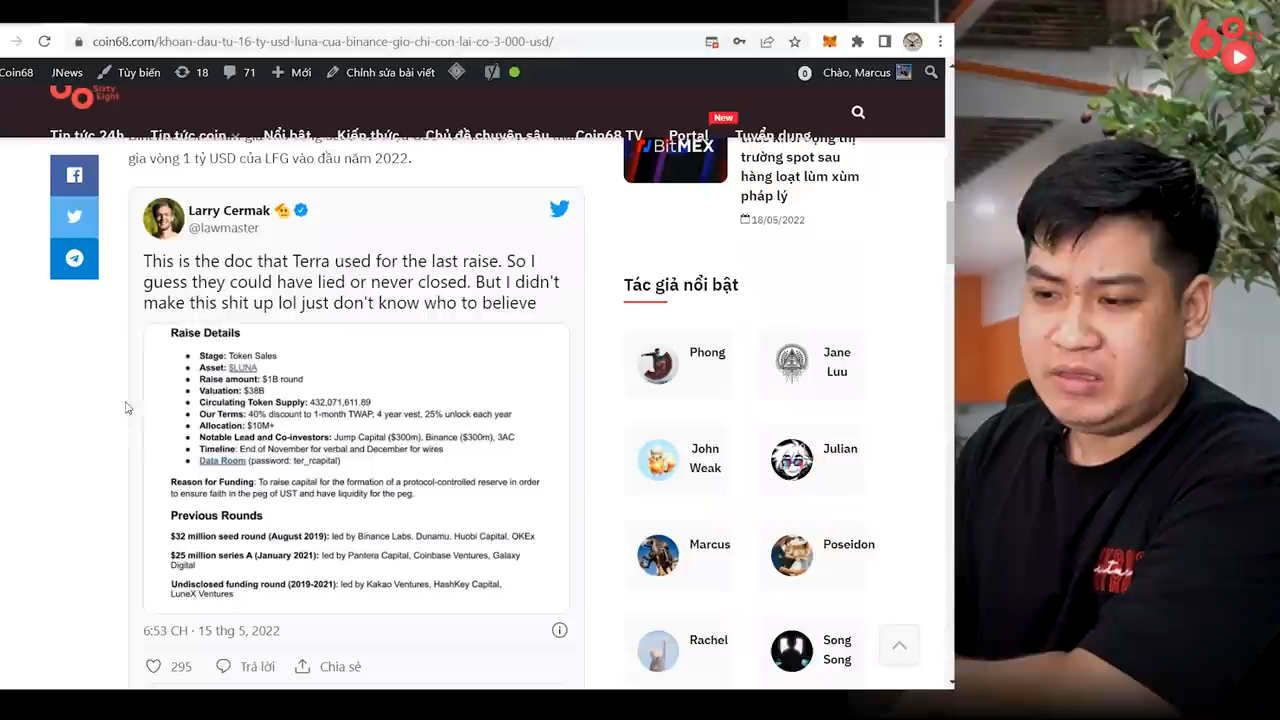 coin68.com/khoan-dau-tu-16-ty-usd-luna-cua-binance-gio-chi-con-lai-co-3-000-usd/
Coin68 JNews Tùy biến 18 71 Mới Chỉnh sửa bài viết 0 Chào, Marcus
68 Sixty Eight
New
Tin tức 24h Tin tức coin Nổi bật Kiến thức Chủ đề chuyên sâu Coin68 TV Portal Tuyển dụng
gia vòng 1 tỷ USD của LFG vào đầu năm 2022.
Larry Cermak
@lawmaster
This is the doc that Terra used for the last raise. So I
guess they could have lied or never closed. But I didn't
make this shit up lol just don't know who to believe
Raise Details
Stage: Token Sales
Asset: $LUNA
Raise amount: $1B round
Valuation: $38B
Circulating Token Supply: 432,071,611.89
Our Terms: 40% discount to 1-month TWAP, 4 year vest, 25% unlock each year
Allocation: $10M+
Notable Lead and Co-investors: Jump Capital ($300m), Binance ($300m), 3AC
Timeline: End of November for verbal and December for wires
Data Room (password: ter_rcapital)
Reason for Funding: To raise capital for the formation of a protocol-controlled reserve in order
to ensure faith in the peg of UST and have liquidity for the peg.
Previous Rounds
$32 million seed round (August 2019): led by Binance Labs, Dunamu, Huobi Capital, OKEx
$25 million series A (January 2021): led by Pantera Capital, Coinbase Ventures, Galaxy
Digital
Undisclosed funding round (2019-2021): led by Kakao Ventures, HashKey Capital,
LuneX Ventures
6:53 CH · 15 thg 5, 2022
295 Trả lời Chia sẻ
BitMEX
trường spot sau
hàng loạt lùm xùm
pháp lý
18/05/2022
Tác giả nổi bật
Phong
Jane
Luu
John
Weak
Julian
Marcus
Poseidon
Rachel
Song
Song
68 TV